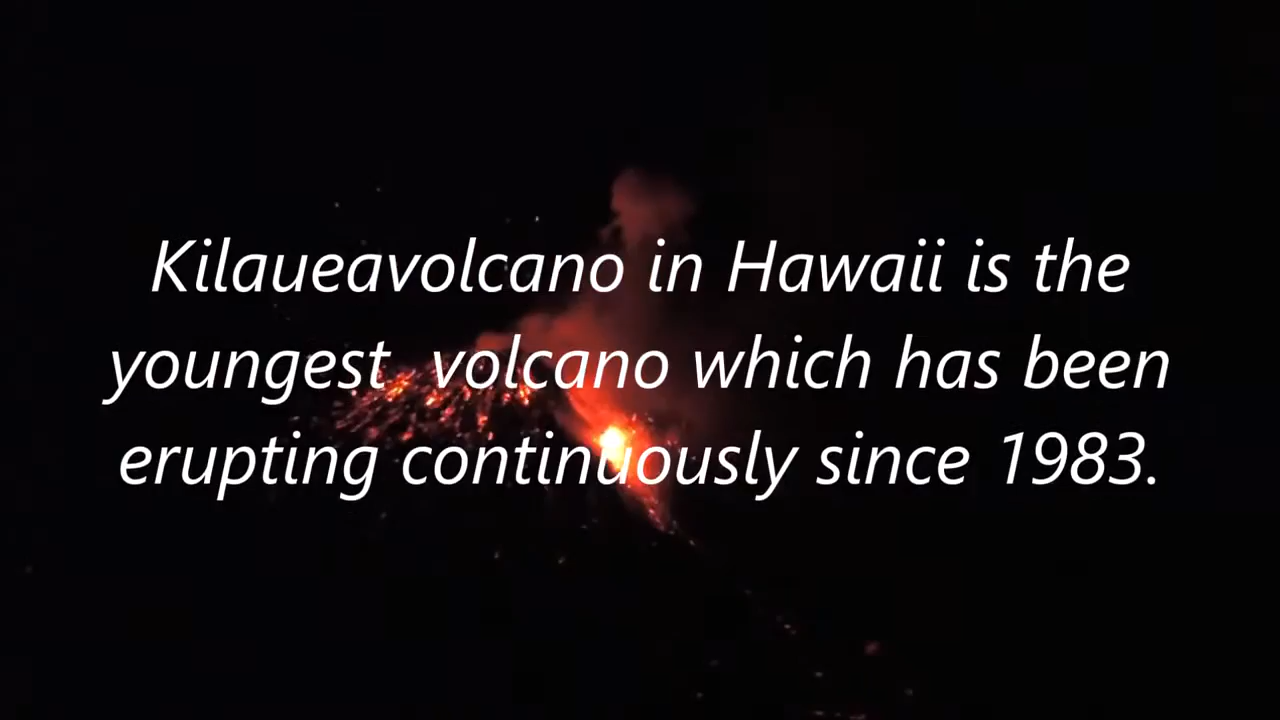 Kilaueavolcano in Hawaii is the
youngest  volcano which has been
erupting continuously since 1983.